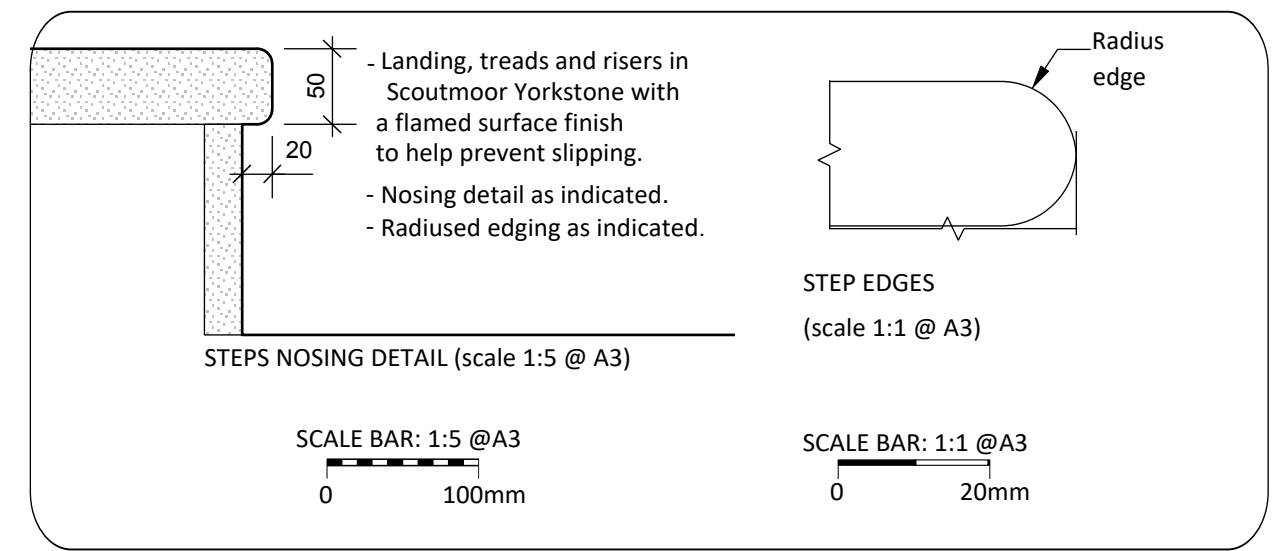 50
20
- Landing, treads and risers in
Scoutmoor Yorkstone with
a flamed surface finish
to help prevent slipping.
- Nosing detail as indicated.
- Radiused edging as indicated.
STEPS NOSING DETAIL (scale 1:5 @ A3)
SCALE BAR: 1:5 @A3
0 100mm
Radius
edge
STEP EDGES
(scale 1:1 @ A3)
SCALE BAR: 1:1 @A3
0 20mm